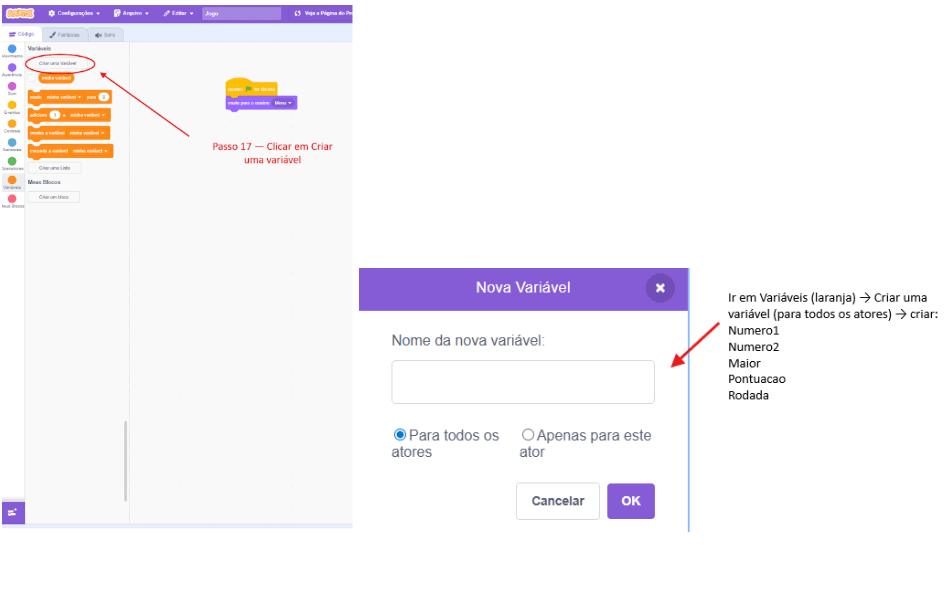 SCRATCH
Configurações
Arquivo
Editar
Jogo
Veja a Página do Pr
Código
Fantasias
Sons
Movimento
Aparência
Som
Eventos
Controle
Sensores
Operadores
Variáveis
Meus Blocos
Variáveis
Criar uma Variável
minha variável
mude minha variável para 0
adicione 1 a minha variável
mostre a variável minha variável
esconda a variável minha variável
Criar uma Lista
Meus Blocos
Criar um bloco
quando for clicado
mude para o cenário Menu
Passo 17 — Clicar em Criar
uma variável
Nova Variável
Nome da nova variável:
Para todos os
atores
Apenas para este
ator
Cancelar
OK
Ir em Variáveis (laranja) → Criar uma
variável (para todos os atores) → criar:
Numero1
Numero2
Maior
Pontuacao
Rodada